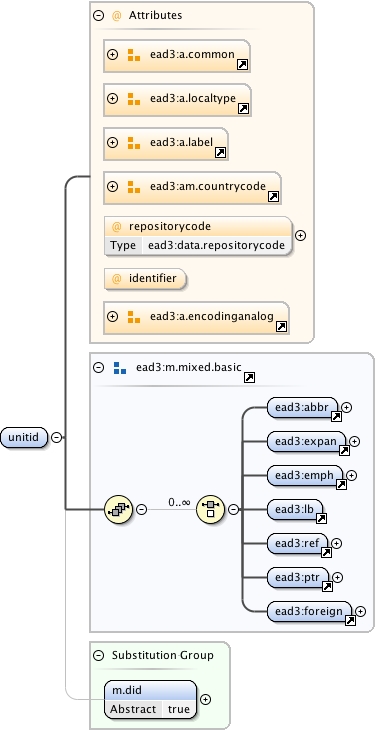 Attributes
ead3:a.common
ead3:a.localtype
ead3:a.label
ead3:am.countrycode
repositorycode
Type ead3:data.repositorycode
identifier
ead3:a.encodinganalog
unitid
ead3:m.mixed.basic
0..∞
ead3:abbr
ead3:expan
ead3:emph
ead3:lb
ead3:ref
ead3:ptr
ead3:foreign
Substitution Group
m.did
Abstract true